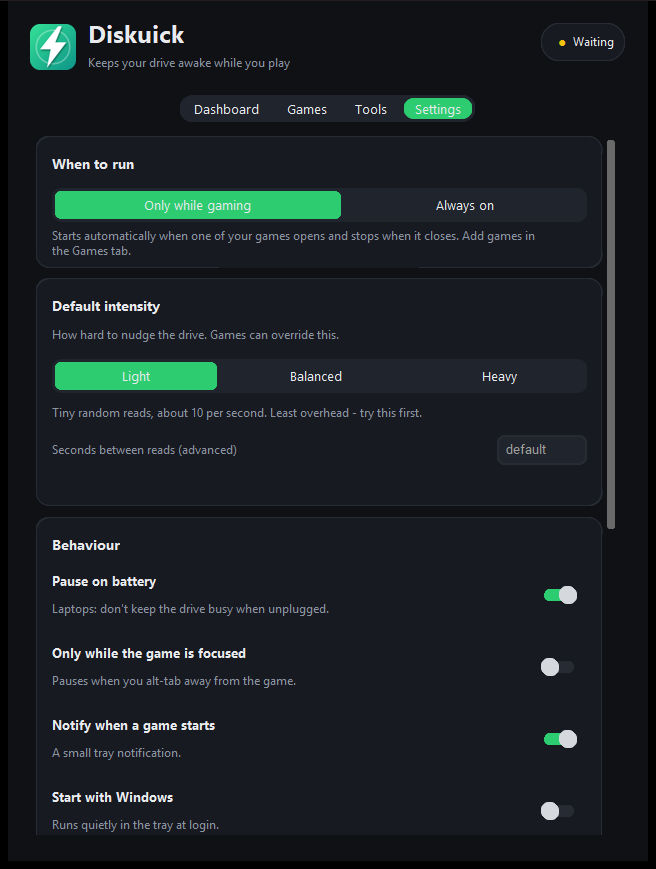 Diskuick
Keeps your drive awake while you play
Waiting
Dashboard Games Tools Settings
When to run
Only while gaming Always on
Starts automatically when one of your games opens and stops when it closes. Add games in
the Games tab.
Default intensity
How hard to nudge the drive. Games can override this.
Light Balanced Heavy
Tiny random reads, about 10 per second. Least overhead - try this first.
Seconds between reads (advanced) default
Behaviour
Pause on battery
Laptops: don't keep the drive busy when unplugged.
Only while the game is focused
Pauses when you alt-tab away from the game.
Notify when a game starts
A small tray notification.
Start with Windows
Runs quietly in the tray at login.